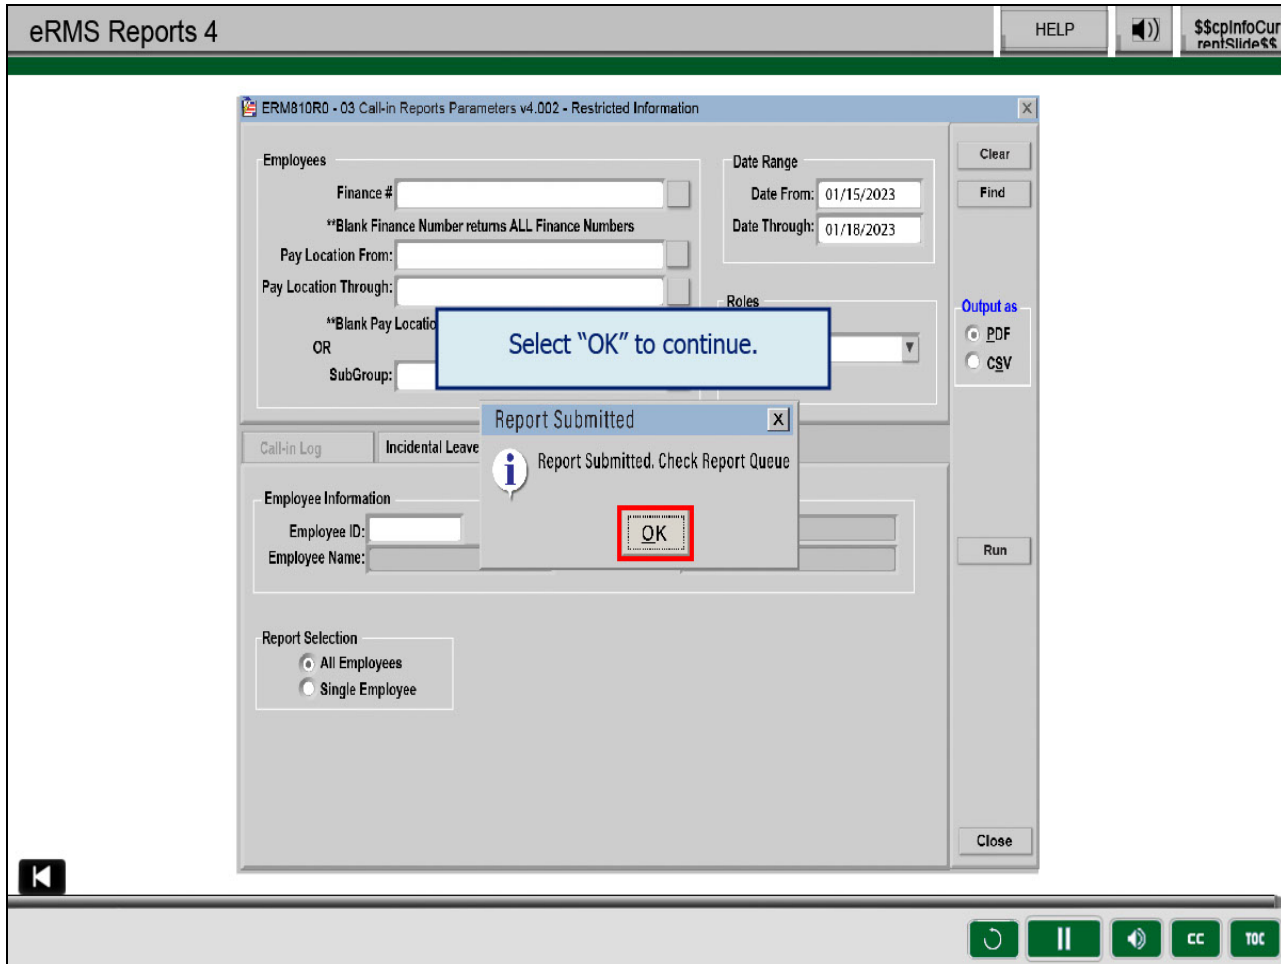 eRMS Reports 4
HELP
$$cpInfoCur
rentSlide$$
ERM810R0 - 03 Call-in Reports Parameters v4.002 - Restricted Information
Employees
Finance #
**Blank Finance Number returns ALL Finance Numbers
Pay Location From:
Pay Location Through:
**Blank Pay Locatio
OR
SubGroup:
Date Range
Date From: 01/15/2023
Date Through: 01/18/2023
Roles
Clear
Find
Output as
PDF
CSV
Select “OK” to continue.
Report Submitted
Report Submitted. Check Report Queue
OK
Call-in Log
Incidental Leave
Employee Information
Employee ID:
Employee Name:
Run
Report Selection
All Employees
Single Employee
Close
CC
TOC